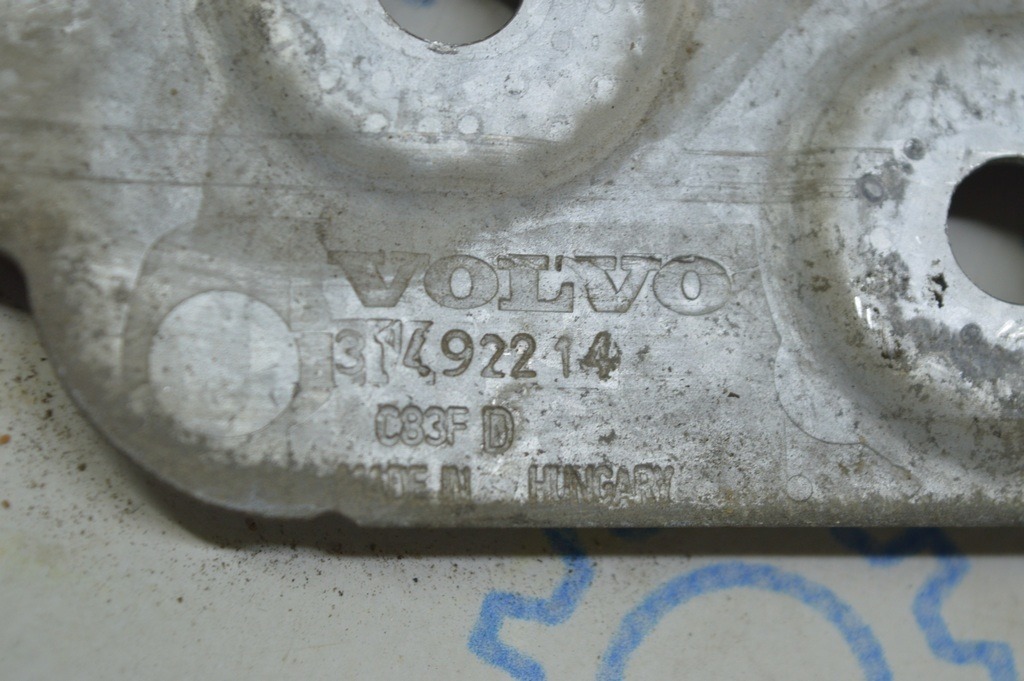 VOLVO
31492214
C83F D
MADE IN HUNGARY